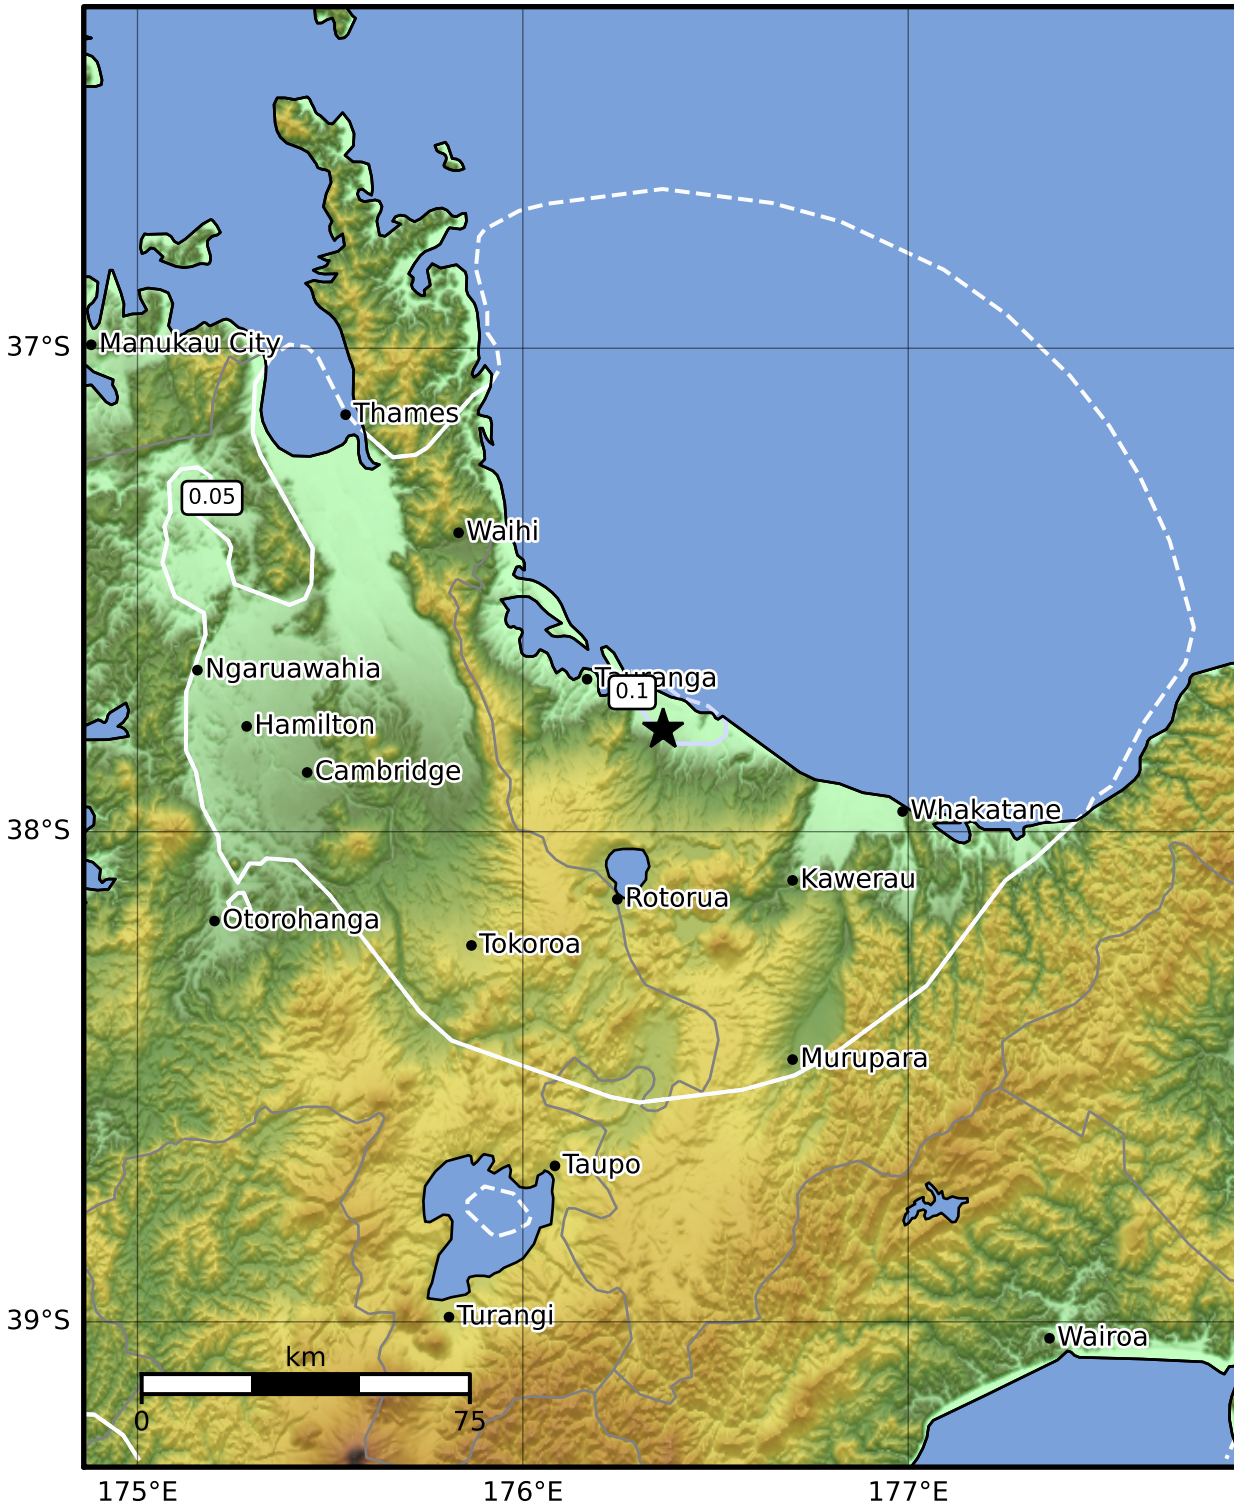 37°S
Manukau City
Thames
0.05
Waihi
Ngaruawahia
Tauranga
0.1
Hamilton
Cambridge
Whakatane
38°S
Kawerau
Rotorua
Otorohanga
Tokoroa
Murupara
Taupo
39°S
Turangi
Wairoa
km
0 75
175°E 176°E 177°E